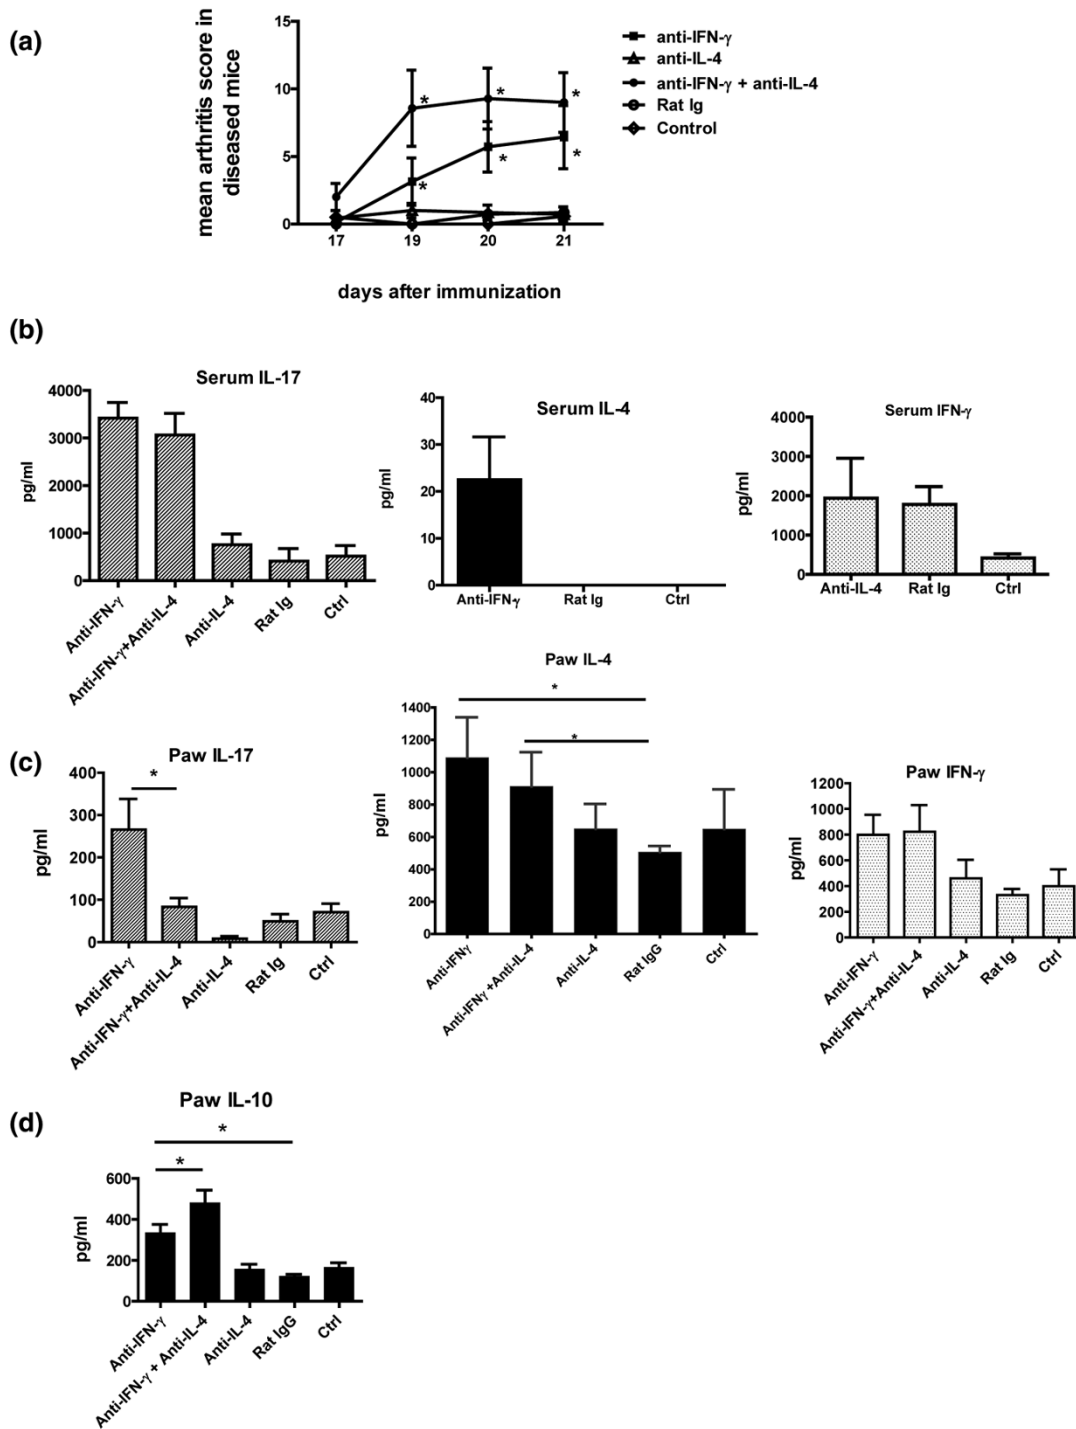 (a)
mean arthritis score in
diseased mice
15
10
5
0
*
*
*
*
*
*
17
19
20
21
days after immunization
anti-IFN-γ
anti-IL-4
anti-IFN-γ + anti-IL-4
Rat Ig
Control
(b)
Serum IL-17
pg/ml
4000
3000
2000
1000
0
Anti-IFN-γ
Anti-IFN-γ+Anti-IL-4
Anti-IL-4
Rat Ig
Ctrl
Serum IL-4
pg/ml
40
30
20
10
0
Anti-IFNγ
Rat Ig
Ctrl
Serum IFN-γ
pg/ml
4000
3000
2000
1000
0
Anti-IL-4
Rat Ig
Ctrl
(c)
Paw IL-17
pg/ml
400
300
200
100
0
*
Anti-IFN-γ
Anti-IFN-γ+Anti-IL-4
Anti-IL-4
Rat Ig
Ctrl
Paw IL-4
pg/ml
1400
1200
1000
800
600
400
200
0
*
*
Anti-IFNγ
Anti-IFNγ +Anti-IL-4
Anti-IL-4
Rat IgG
Ctrl
Paw IFN-γ
pg/ml
1200
1000
800
600
400
200
0
Anti-IFN-γ
Anti-IFN-γ+Anti-IL-4
Anti-IL-4
Rat Ig
Ctrl
(d)
Paw IL-10
pg/ml
600
400
200
0
*
*
Anti-IFN-γ
Anti-IFN-γ + Anti-IL-4
Anti-IL-4
Rat IgG
Ctrl